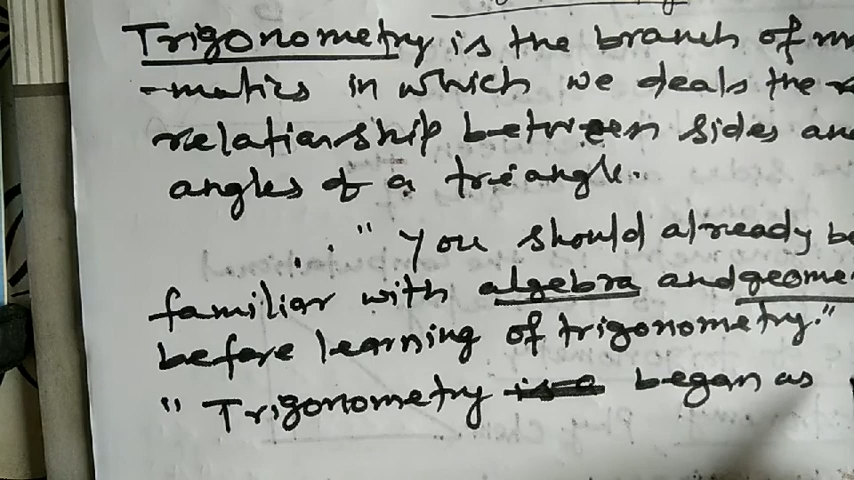 Trigonometry is the branch of m
-matics in which we deals the
relationship between sides an
angles of a triangle.
" you should already be
familiar with algebra and geome
before learning of trigonometry."
" Trigonometry began as